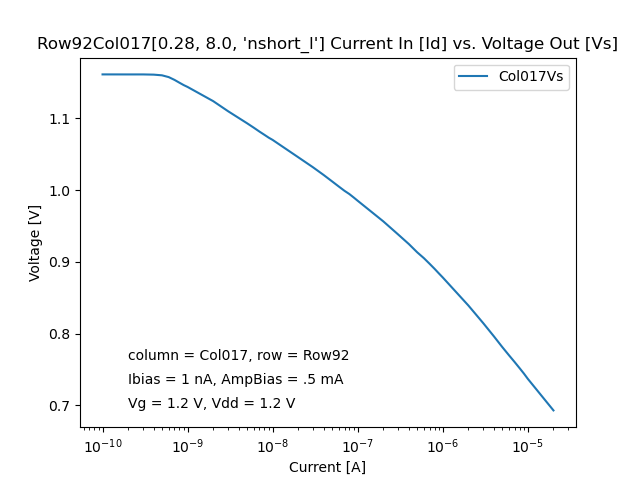 Row92Col017[0.28, 8.0, 'nshort_l'] Current In [Id] vs. Voltage Out [Vs]
Col017Vs
1.1
1.0
0.9
0.8
0.7
Voltage [V]
column = Col017, row = Row92
Ibias = 1 nA, AmpBias = .5 mA
Vg = 1.2 V, Vdd = 1.2 V
10⁻¹⁰ 10⁻⁹ 10⁻⁸ 10⁻⁷ 10⁻⁶ 10⁻⁵
Current [A]